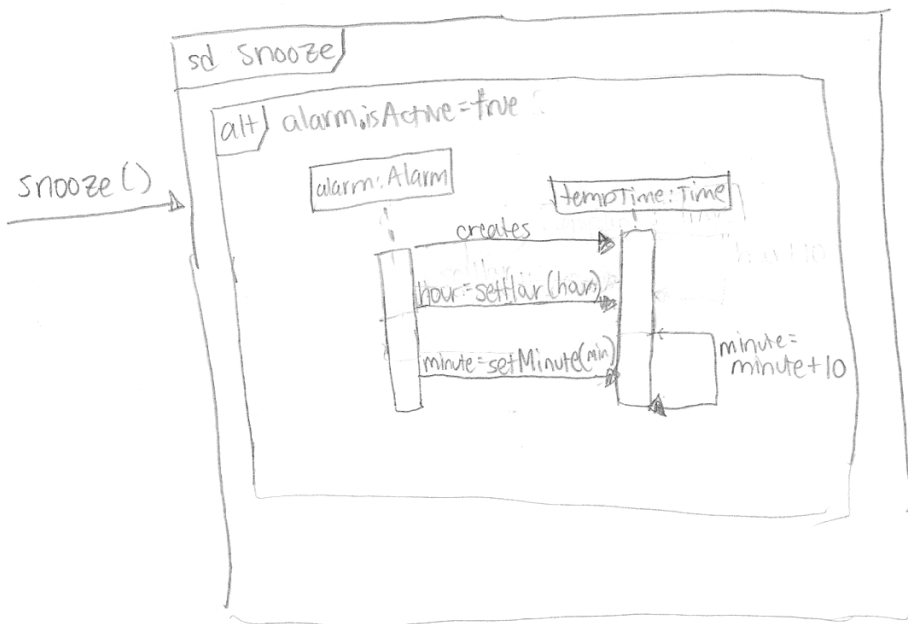 sd snooze
alt alarm.isActive=true
snooze()
alarm:Alarm
tempTime:Time
creates
hour=setHour(hour)
minute=setMinute(min)
minute=
minute+10